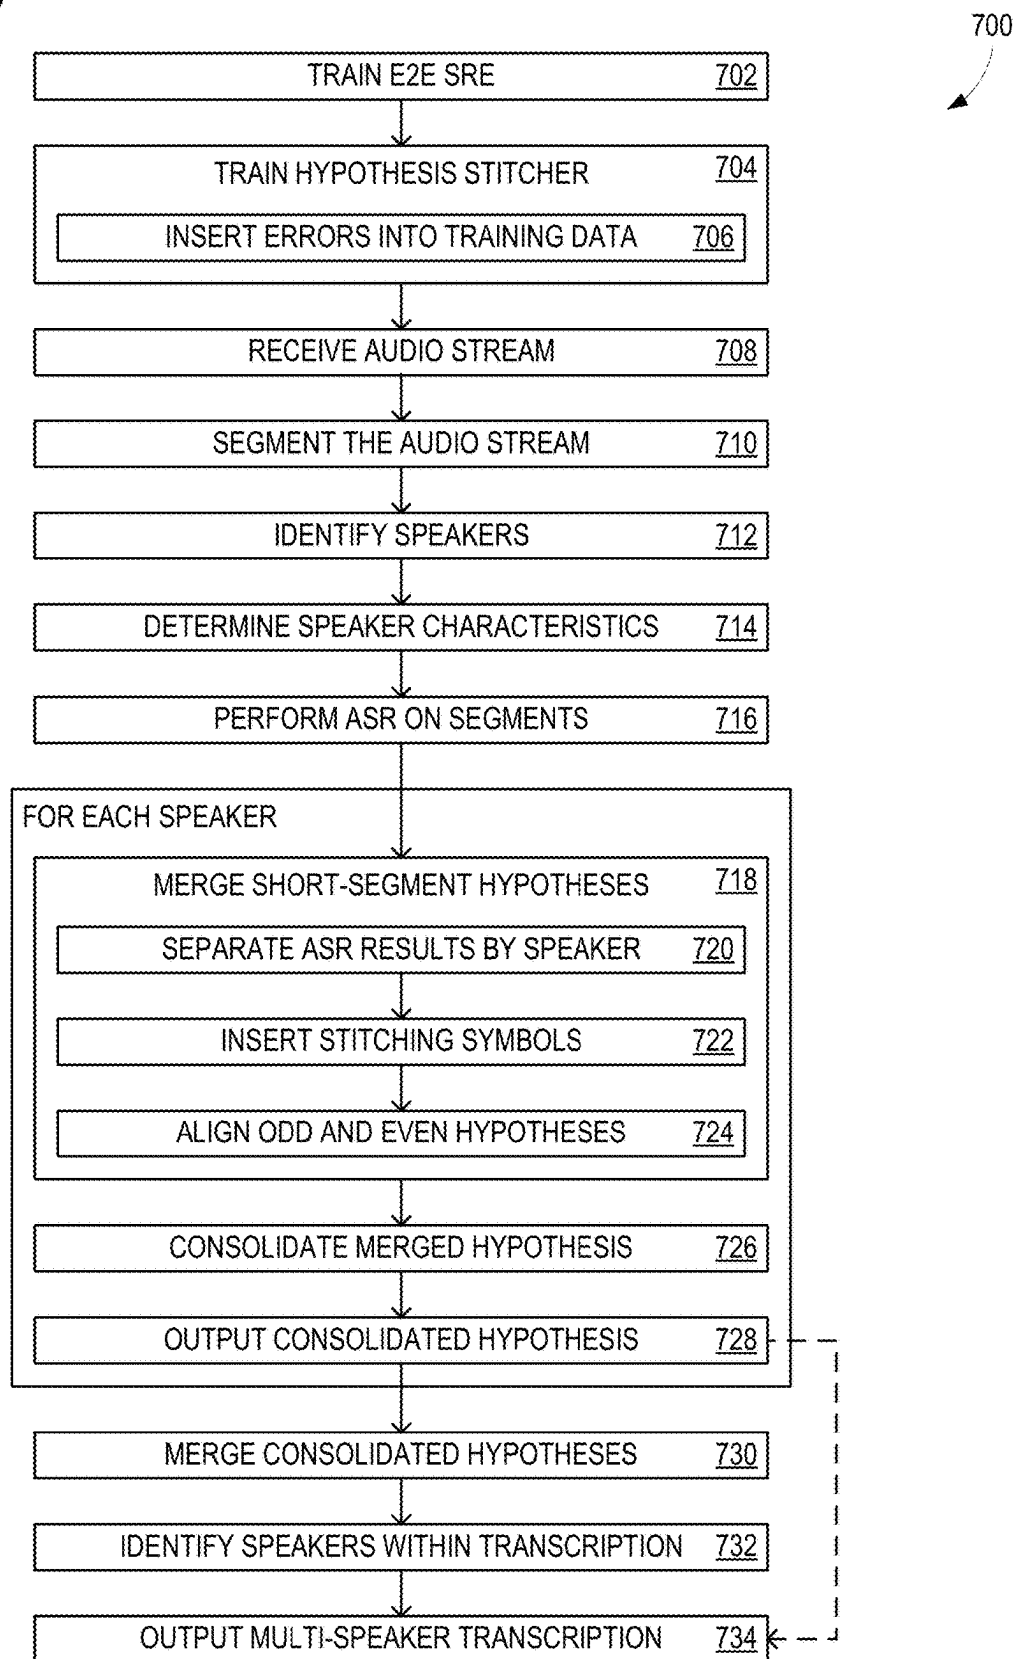 700
TRAIN E2E SRE 702
TRAIN HYPOTHESIS STITCHER 704
INSERT ERRORS INTO TRAINING DATA 706
RECEIVE AUDIO STREAM 708
SEGMENT THE AUDIO STREAM 710
IDENTIFY SPEAKERS 712
DETERMINE SPEAKER CHARACTERISTICS 714
PERFORM ASR ON SEGMENTS 716
FOR EACH SPEAKER
MERGE SHORT-SEGMENT HYPOTHESES 718
SEPARATE ASR RESULTS BY SPEAKER 720
INSERT STITCHING SYMBOLS 722
ALIGN ODD AND EVEN HYPOTHESES 724
CONSOLIDATE MERGED HYPOTHESIS 726
OUTPUT CONSOLIDATED HYPOTHESIS 728
MERGE CONSOLIDATED HYPOTHESES 730
IDENTIFY SPEAKERS WITHIN TRANSCRIPTION 732
OUTPUT MULTI-SPEAKER TRANSCRIPTION 734